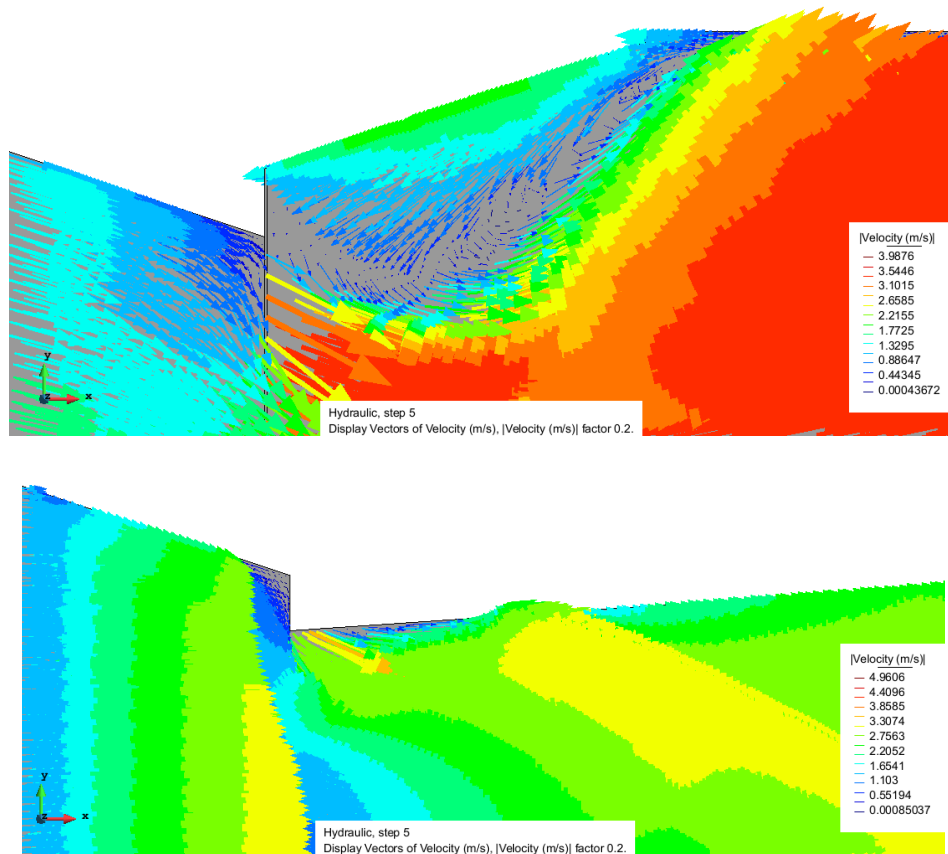 |Velocity (m/s)|
3.9876
3.5446
3.1015
2.6585
2.2155
1.7725
1.3295
0.88647
0.44345
0.00043672
y
z x
Hydraulic, step 5
Display Vectors of Velocity (m/s), |Velocity (m/s)| factor 0.2.
|Velocity (m/s)|
4.9606
4.4096
3.8585
3.3074
2.7563
2.2052
1.6541
1.103
0.55194
0.00085037
y
z x
Hydraulic, step 5
Display Vectors of Velocity (m/s), |Velocity (m/s)| factor 0.2.